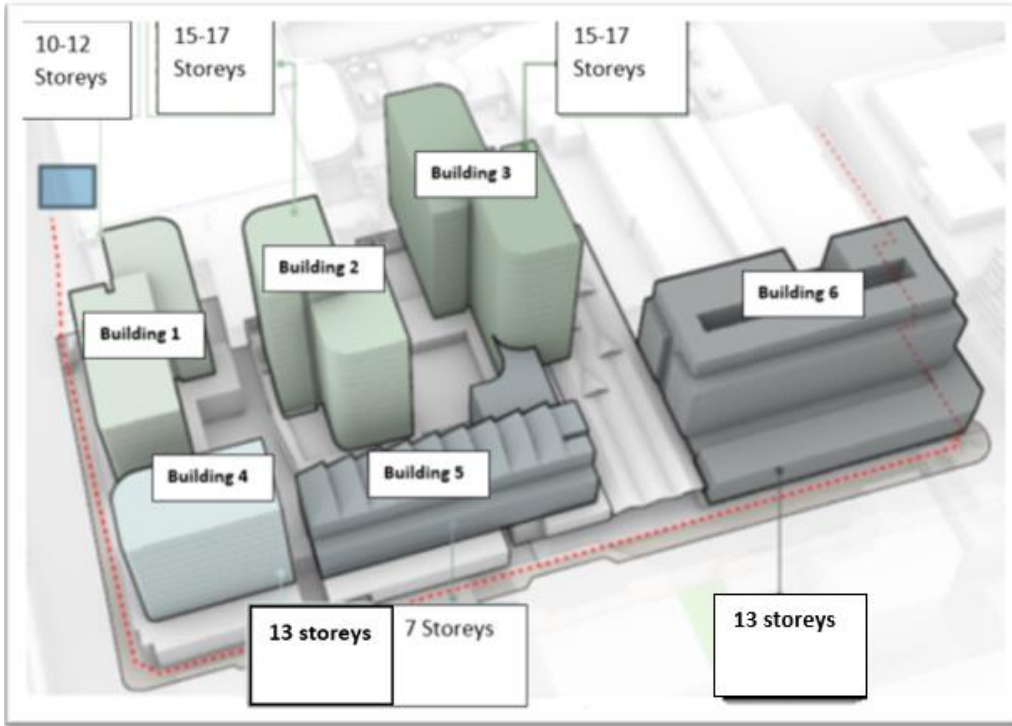 10-12
Storeys
15-17
Storeys
15-17
Storeys
Building 3
Building 2
Building 6
Building 1
Building 4
Building 5
13 storeys
7 Storeys
13 storeys